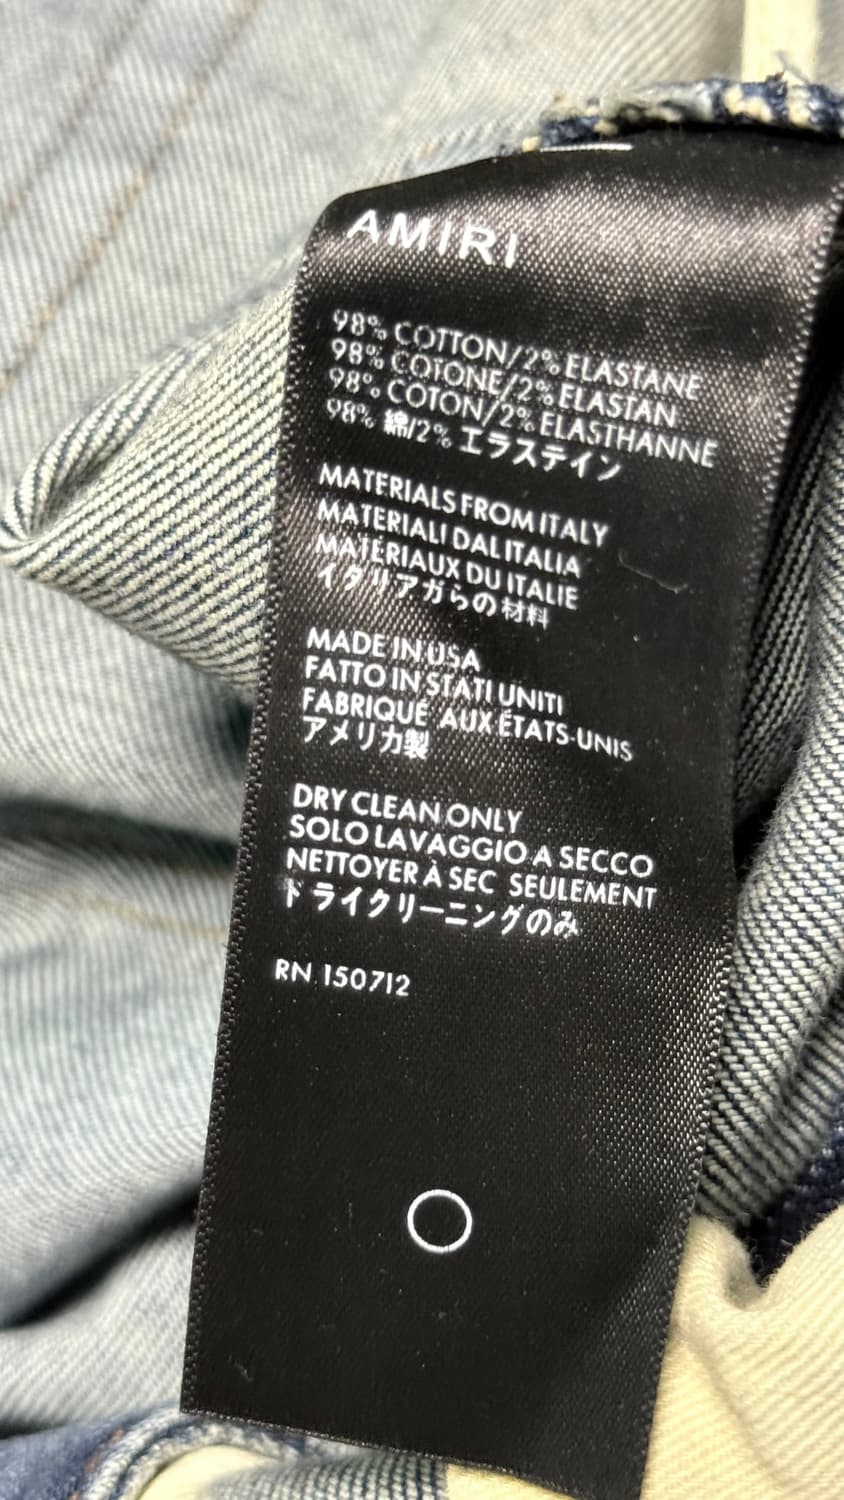 AMIRI
98% COTTON/2% ELASTANE
98% COTONE/2% ELASTAN
98% COTON/2% ELASTHANNE
98% 綿/2% エラステイン
MATERIALS FROM ITALY
MATERIALI DAL ITALIA
MATERIAUX DU ITALIE
イタリアガらの材料
MADE IN USA
FATTO IN STATI UNITI
FABRIQUÉ AUX ÉTATS-UNIS
アメリカ製
DRY CLEAN ONLY
SOLO LAVAGGIO A SECCO
NETTOYER À SEC SEULEMENT
ドライクリーニングのみ
RN 150712